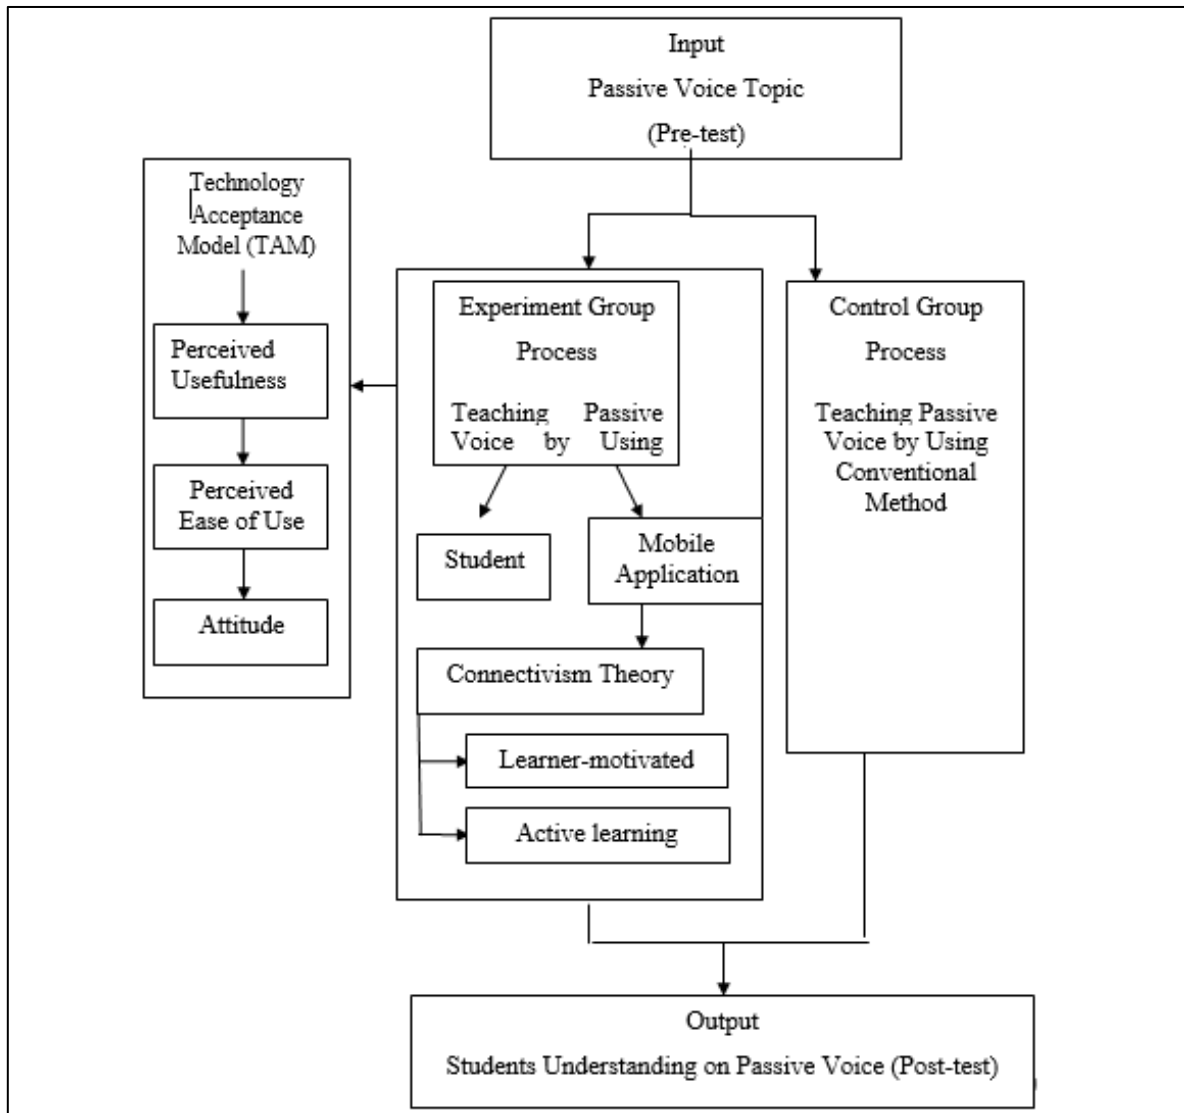 Input
Passive Voice Topic
(Pre-test)
Technology
Acceptance
Model (TAM)
Perceived
Usefulness
Perceived
Ease of Use
Attitude
Experiment Group
Process
Teaching Passive
Voice by Using
Student
Mobile
Application
Connectivism Theory
Learner-motivated
Active learning
Control Group
Process
Teaching Passive
Voice by Using
Conventional
Method
Output
Students Understanding on Passive Voice (Post-test)